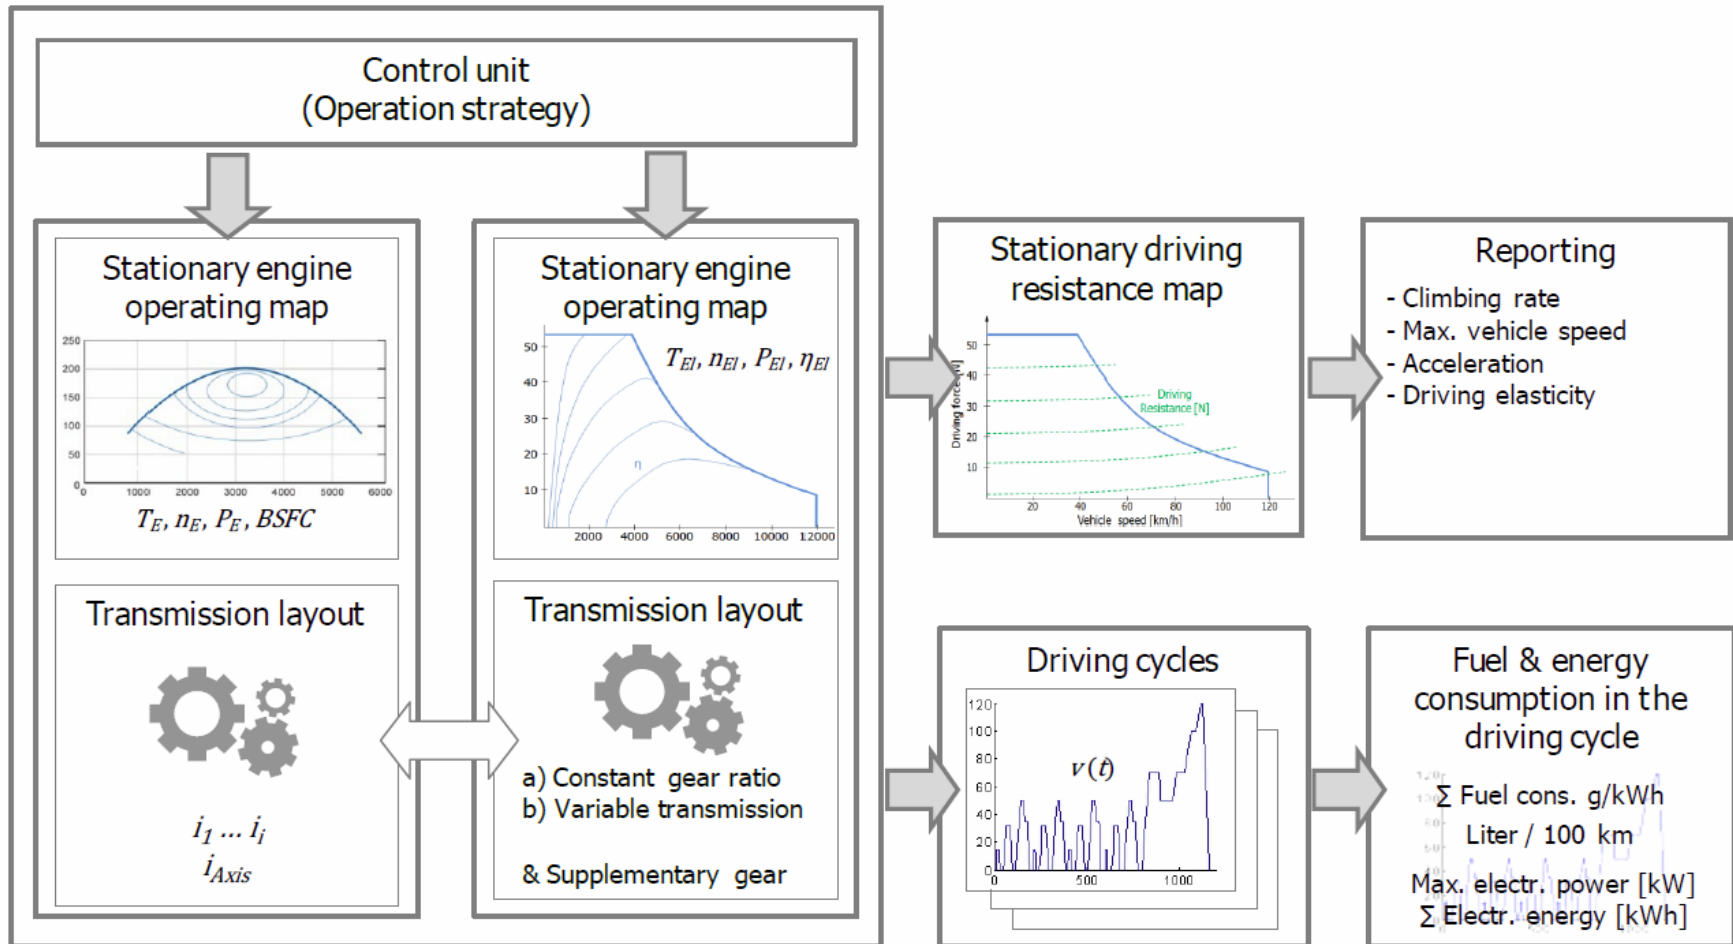 Control unit
(Operation strategy)
Stationary engine
operating map
250
200
150
100
50
0
1000
2000
3000
4000
5000
6000
T_E, n_E, P_E, BSFC
Transmission layout
i_1 ... i_i
i_Axis
Stationary engine
operating map
T_El, n_El, P_El, η_El
50
40
30
20
10
η
2000
4000
6000
8000
10000
12000
Transmission layout
a) Constant gear ratio
b) Variable transmission
& Supplementary gear
Stationary driving
resistance map
Driving force [N]
50
40
30
20
10
Driving
Resistance [N]
20
40
60
80
100
120
Vehicle speed [km/h]
Reporting
- Climbing rate
- Max. vehicle speed
- Acceleration
- Driving elasticity
Driving cycles
120
100
80
60
40
20
0
v(t)
0
500
1000
Fuel & energy
consumption in the
driving cycle
Σ Fuel cons. g/kWh
Liter / 100 km
Max. electr. power [kW]
Σ Electr. energy [kWh]